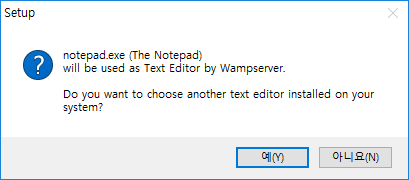 Setup
notepad.exe (The Notepad)
will be used as Text Editor by Wampserver.
Do you want to choose another text editor installed on your
system?
예(Y)
아니요(N)